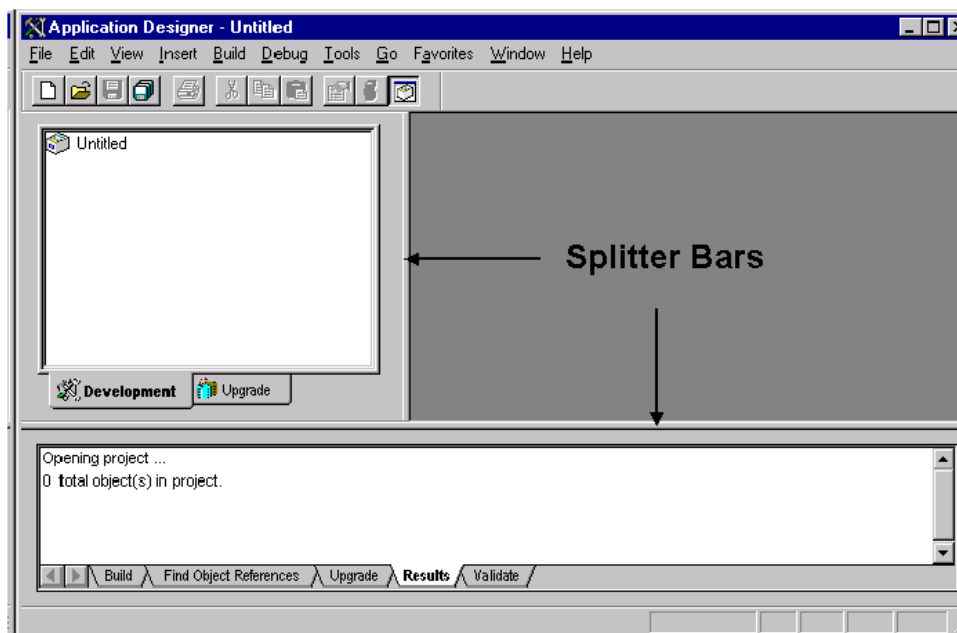 Application Designer - Untitled
File Edit View Insert Build Debug Tools Go Favorites Window Help
Untitled
Splitter Bars
Development Upgrade
Opening project ...
0 total object(s) in project.
Build Find Object References Upgrade Results Validate